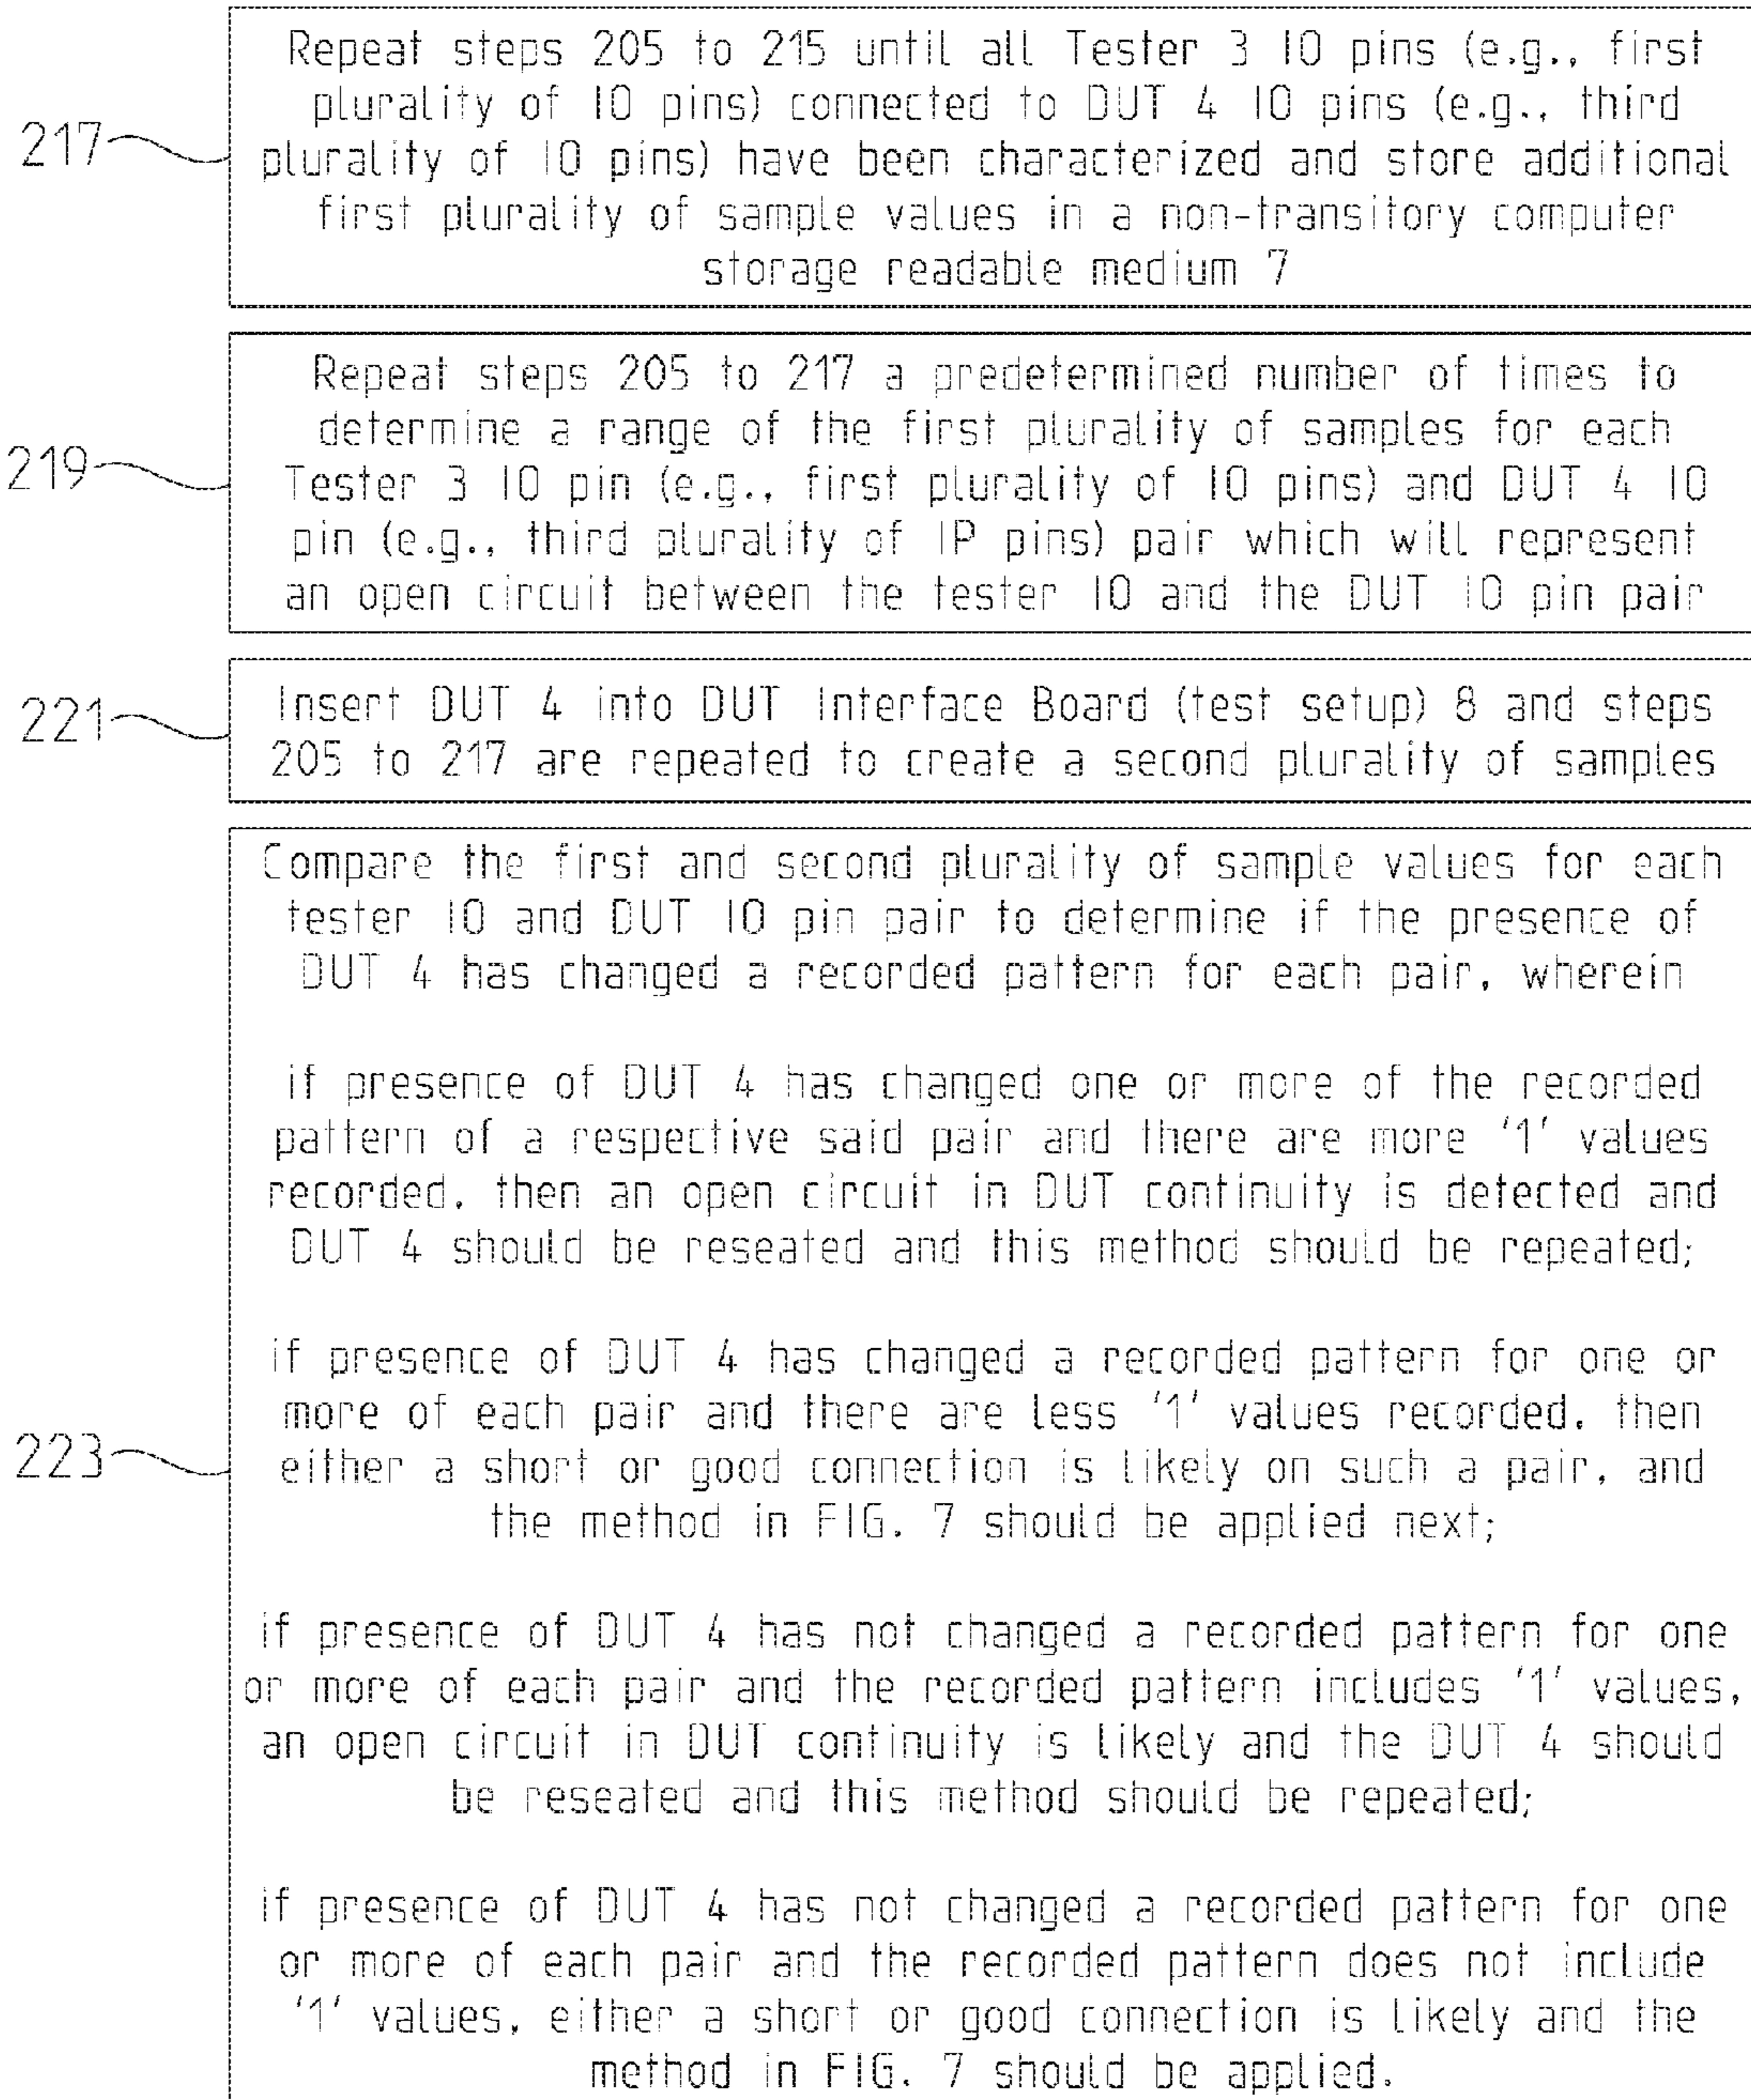 Repeat steps 205 to 215 until all Tester 3 IO pins (e.g., first
plurality of IO pins) connected to DUT 4 IO pins (e.g., third
217
plurality of IO pins) have been characterized and store additional
first plurality of sample values in a non-transitory computer
storage readable medium 7
Repeat steps 205 to 217 a predetermined number of times to
determine a range of the first plurality of samples for each
219
Tester 3 IO pin (e.g., first plurality of IO pins) and DUT 4 IO
pin (e.g., third plurality of IP pins) pair which will represent
an open circuit between the tester IO and the DUT IO pin pair
221
Insert DUT 4 into DUT Interface Board (test setup) 8 and steps
205 to 217 are repeated to create a second plurality of samples
Compare the first and second plurality of sample values for each
tester IO and DUT IO pin pair to determine if the presence of
DUT 4 has changed a recorded pattern for each pair, wherein
if presence of DUT 4 has changed one or more of the recorded
pattern of a respective said pair and there are more '1' values
recorded, then an open circuit in DUT continuity is detected and
DUT 4 should be reseated and this method should be repeated;
if presence of DUT 4 has changed a recorded pattern for one or
more of each pair and there are less '1' values recorded, then
223
either a short or good connection is likely on such a pair, and
the method in FIG. 7 should be applied next;
if presence of DUT 4 has not changed a recorded pattern for one
or more of each pair and the recorded pattern includes '1' values,
an open circuit in DUT continuity is likely and the DUT 4 should
be reseated and this method should be repeated;
if presence of DUT 4 has not changed a recorded pattern for one
or more of each pair and the recorded pattern does not include
'1' values, either a short or good connection is likely and the
method in FIG. 7 should be applied.